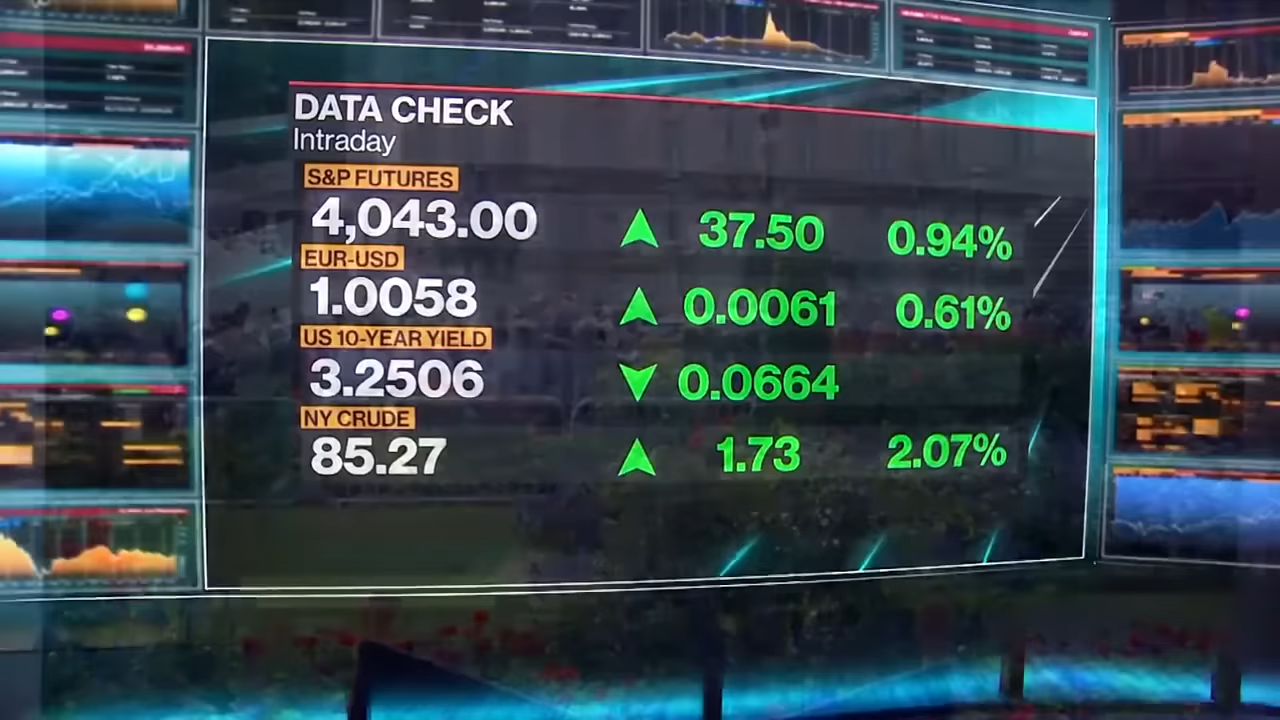 DATA CHECK
Intraday
S&P FUTURES
4,043.00 ▲ 37.50 0.94%
EUR-USD
1.0058 ▲ 0.0061 0.61%
US 10-YEAR YIELD
3.2506 ▼ 0.0664
NY CRUDE
85.27 ▲ 1.73 2.07%